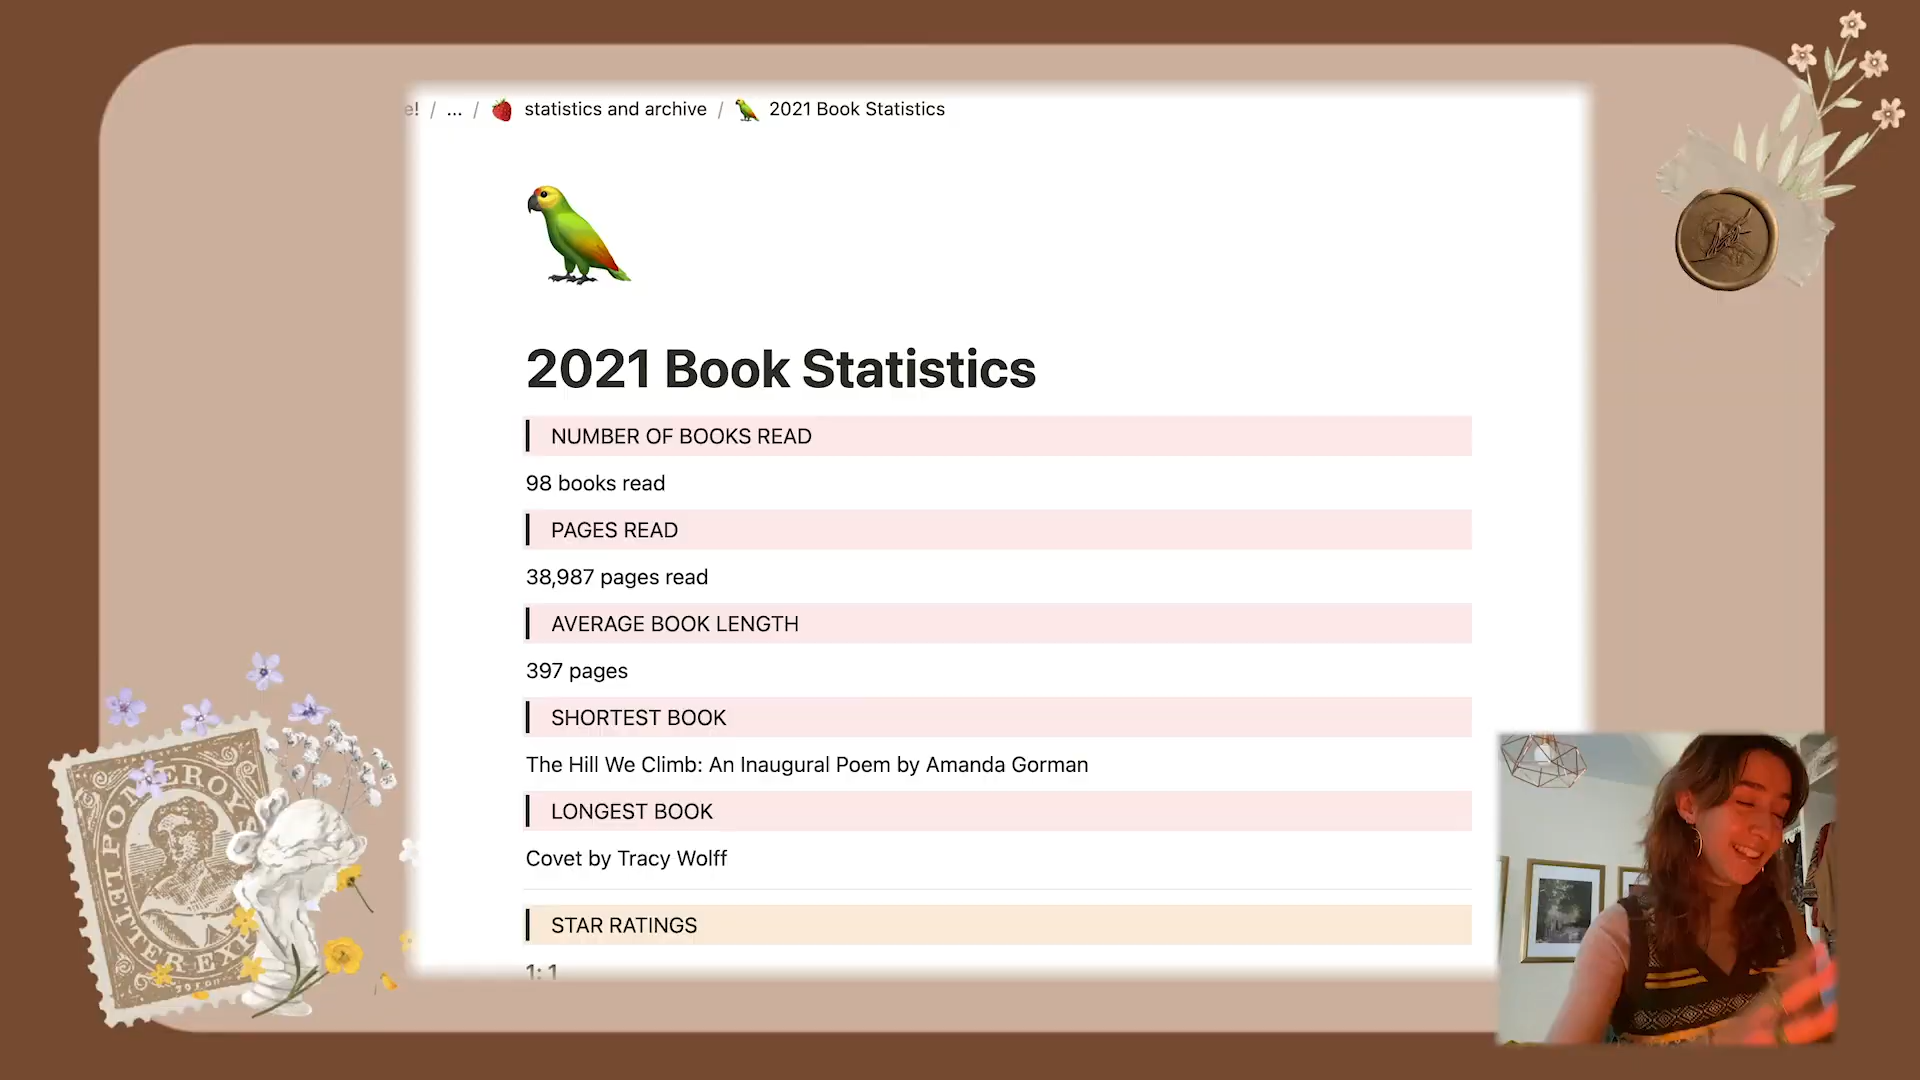 e! / ... / statistics and archive / 2021 Book Statistics
2021 Book Statistics
NUMBER OF BOOKS READ
98 books read
PAGES READ
38,987 pages read
AVERAGE BOOK LENGTH
397 pages
SHORTEST BOOK
The Hill We Climb: An Inaugural Poem by Amanda Gorman
LONGEST BOOK
Covet by Tracy Wolff
STAR RATINGS
1: 1